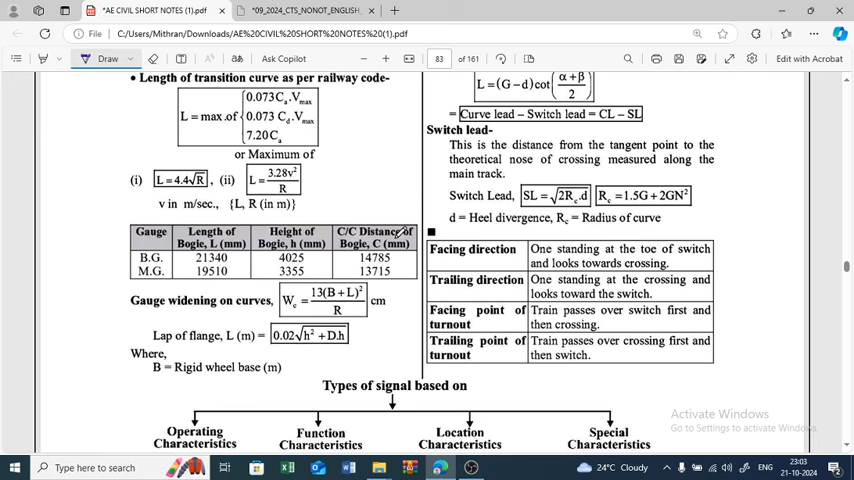 *AE CIVIL SHORT NOTES (1).pdf
*09_2024_CTS_NONOT_ENGLISH_
File
C:/Users/Mithran/Downloads/AE%20CIVIL%20SHORT%20NOTES%20(1).pdf
Draw
Ask Copilot
83 of 161
Edit with Acrobat
• Length of transition curve as per railway code-
L = max.of { 0.073Ca.Vmax
0.073 Cd.Vmax
7.20Ca
or Maximum of
(i) L = 4.4√R , (ii) L = 3.28v²/R
v in m/sec., {L, R (in m)}
Gauge Length of Bogie, L (mm) Height of Bogie, h (mm) C/C Distance of Bogie, C (mm)
B.G. 21340 4025 14785
M.G. 19510 3355 13715
Gauge widening on curves, We = 13(B + L)²/R cm
Lap of flange, L (m) = 0.02√h² + D.h
Where,
B = Rigid wheel base (m)
L = (G – d)cot(α + β/2)
= Curve lead – Switch lead = CL – SL
Switch lead-
This is the distance from the tangent point to the
theoretical nose of crossing measured along the
main track.
Switch Lead, SL = √2Rc.d Rc = 1.5G + 2GN²
d = Heel divergence, Rc = Radius of curve
Facing direction One standing at the toe of switch
and looks towards crossing.
Trailing direction One standing at the crossing and
looks toward the switch.
Facing point of Train passes over switch first and
turnout then crossing.
Trailing point of Train passes over crossing first and
turnout then switch.
Types of signal based on
Operating Characteristics
Function Characteristics
Location Characteristics
Special Characteristics
Activate Windows
Go to Settings to activate Windows.
Type here to search
24°C Cloudy
ENG
23:03
21-10-2024